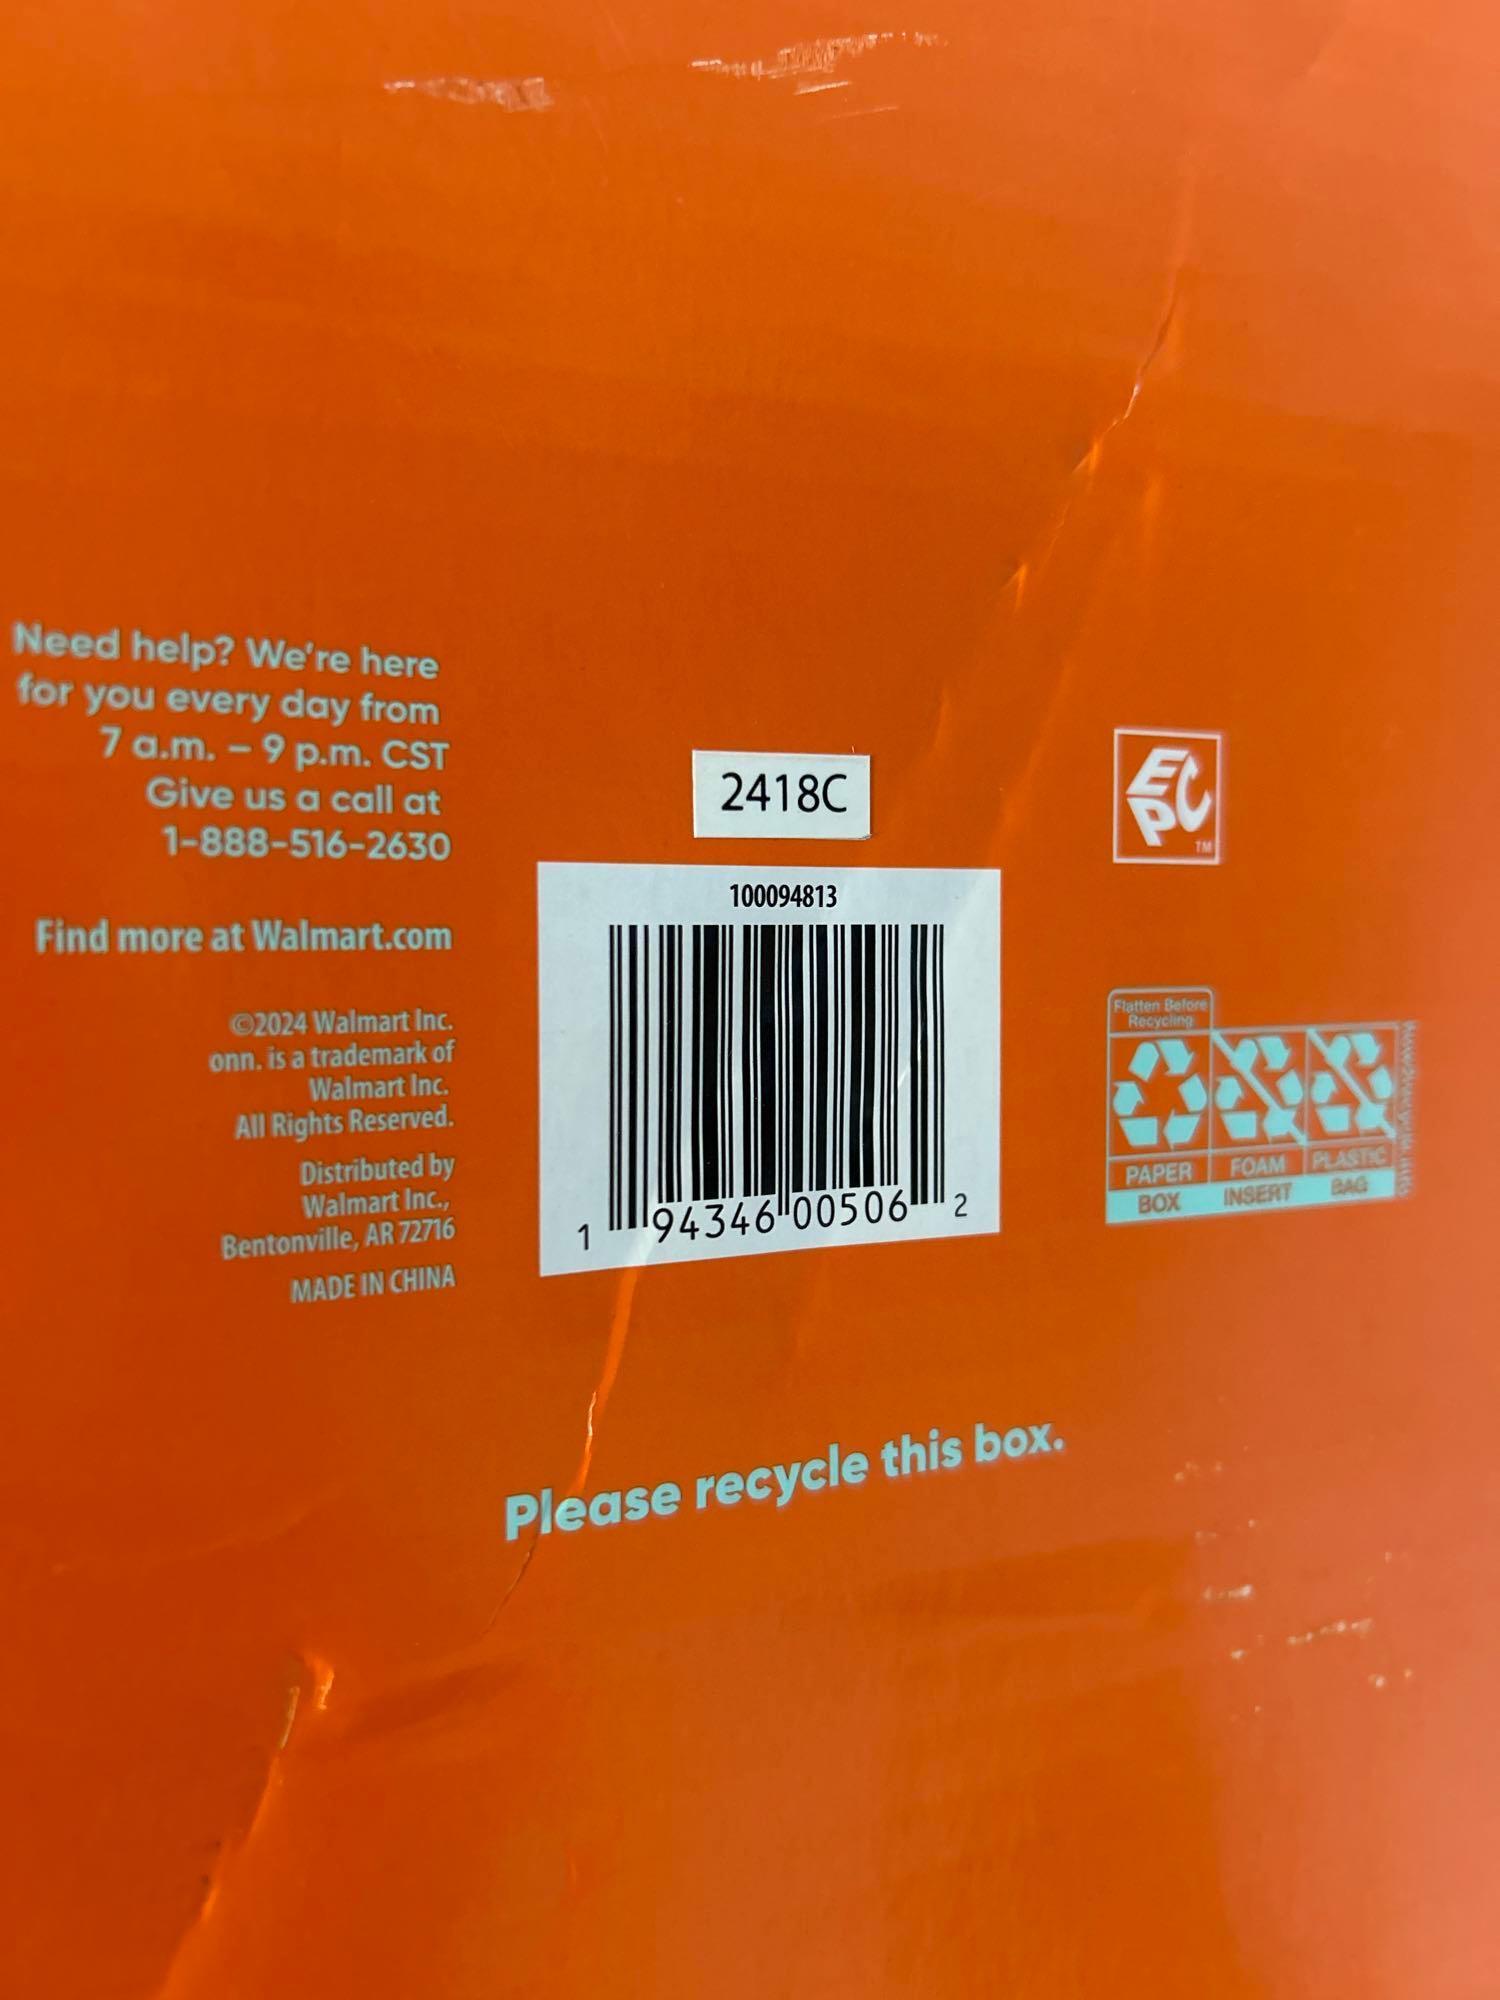 Need help? We're here
for you every day from
7 a.m. – 9 p.m. CST
Give us a call at
1-888-516-2630
Find more at Walmart.com
©2024 Walmart Inc.
onn. is a trademark of
Walmart Inc.
All Rights Reserved.
Distributed by
Walmart Inc.,
Bentonville, AR 72716
MADE IN CHINA
2418C
100094813
1 94346 00506 2
EPC
TM
Flatten Before
Recycling
PAPER FOAM PLASTIC
BOX INSERT BAG
Please recycle this box.